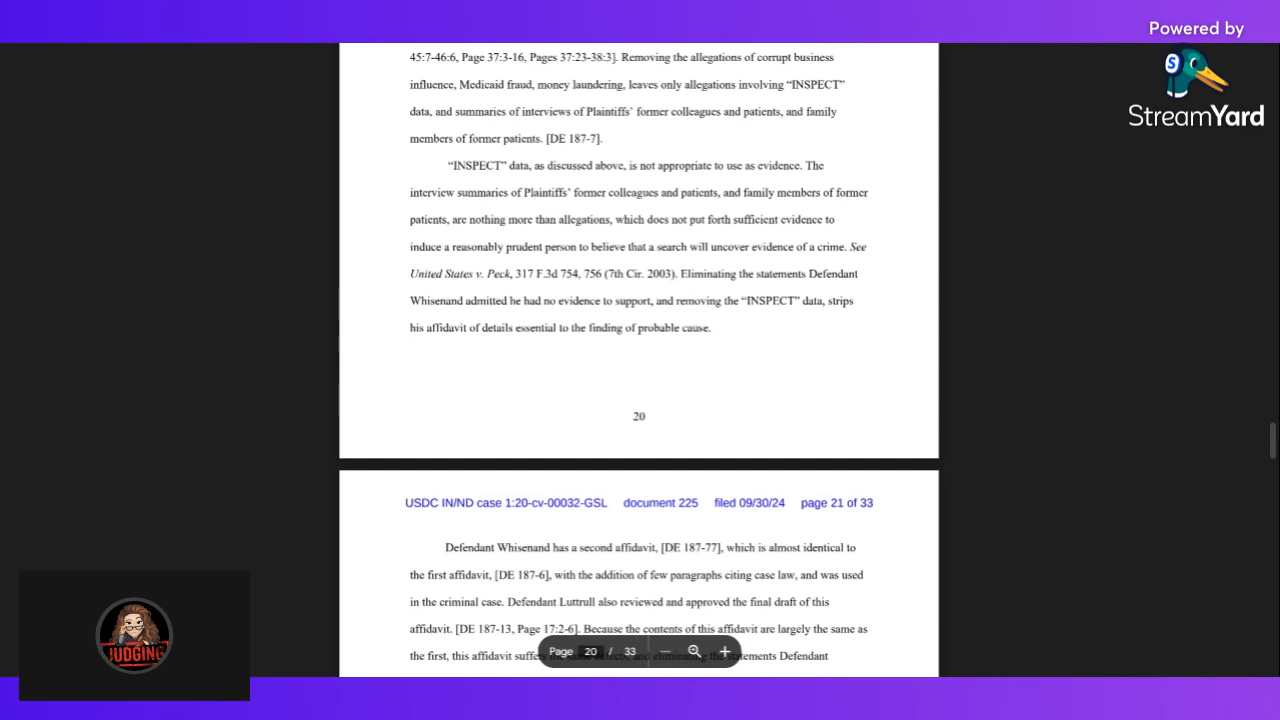 Powered by
S
StreamYard
45:7-46:6, Page 37:3-16, Pages 37:23-38:3]. Removing the allegations of corrupt business
influence, Medicaid fraud, money laundering, leaves only allegations involving “INSPECT”
data, and summaries of interviews of Plaintiffs’ former colleagues and patients, and family
members of former patients. [DE 187-7].
“INSPECT” data, as discussed above, is not appropriate to use as evidence. The
interview summaries of Plaintiffs’ former colleagues and patients, and family members of former
patients, are nothing more than allegations, which does not put forth sufficient evidence to
induce a reasonably prudent person to believe that a search will uncover evidence of a crime. See
United States v. Peck, 317 F.3d 754, 756 (7th Cir. 2003). Eliminating the statements Defendant
Whisenand admitted he had no evidence to support, and removing the “INSPECT” data, strips
his affidavit of details essential to the finding of probable cause.
20
USDC IN/ND case 1:20-cv-00032-GSL document 225 filed 09/30/24 page 21 of 33
Defendant Whisenand has a second affidavit, [DE 187-77], which is almost identical to
the first affidavit, [DE 187-6], with the addition of few paragraphs citing case law, and was used
in the criminal case. Defendant Luttrull also reviewed and approved the final draft of this
affidavit. [DE 187-13, Page 17:2-6]. Because the contents of this affidavit are largely the same as
the first, this affidavit suffers the same defects, and eliminating the statements Defendant
Page 20 / 33
JUDGING